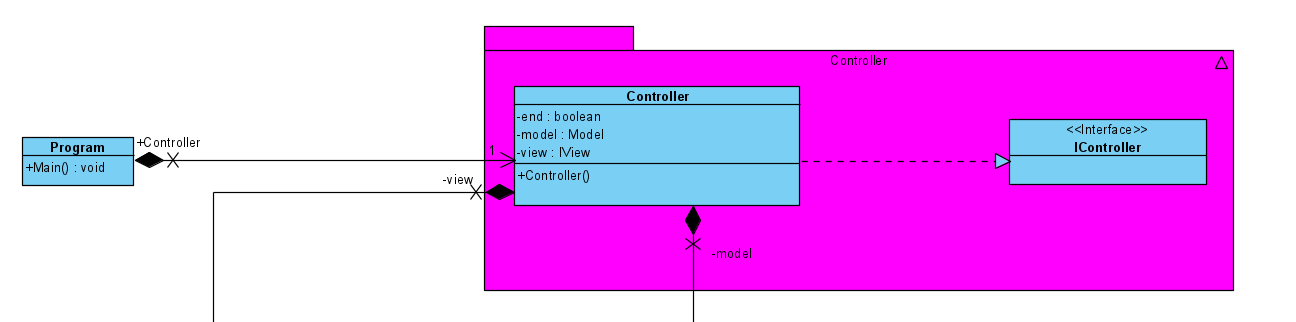 Controller
Controller
-end : boolean
-model : Model
-view : IView
+Controller()
<<Interface>>
IController
Program
+Main() : void
+Controller
1
-view
-model